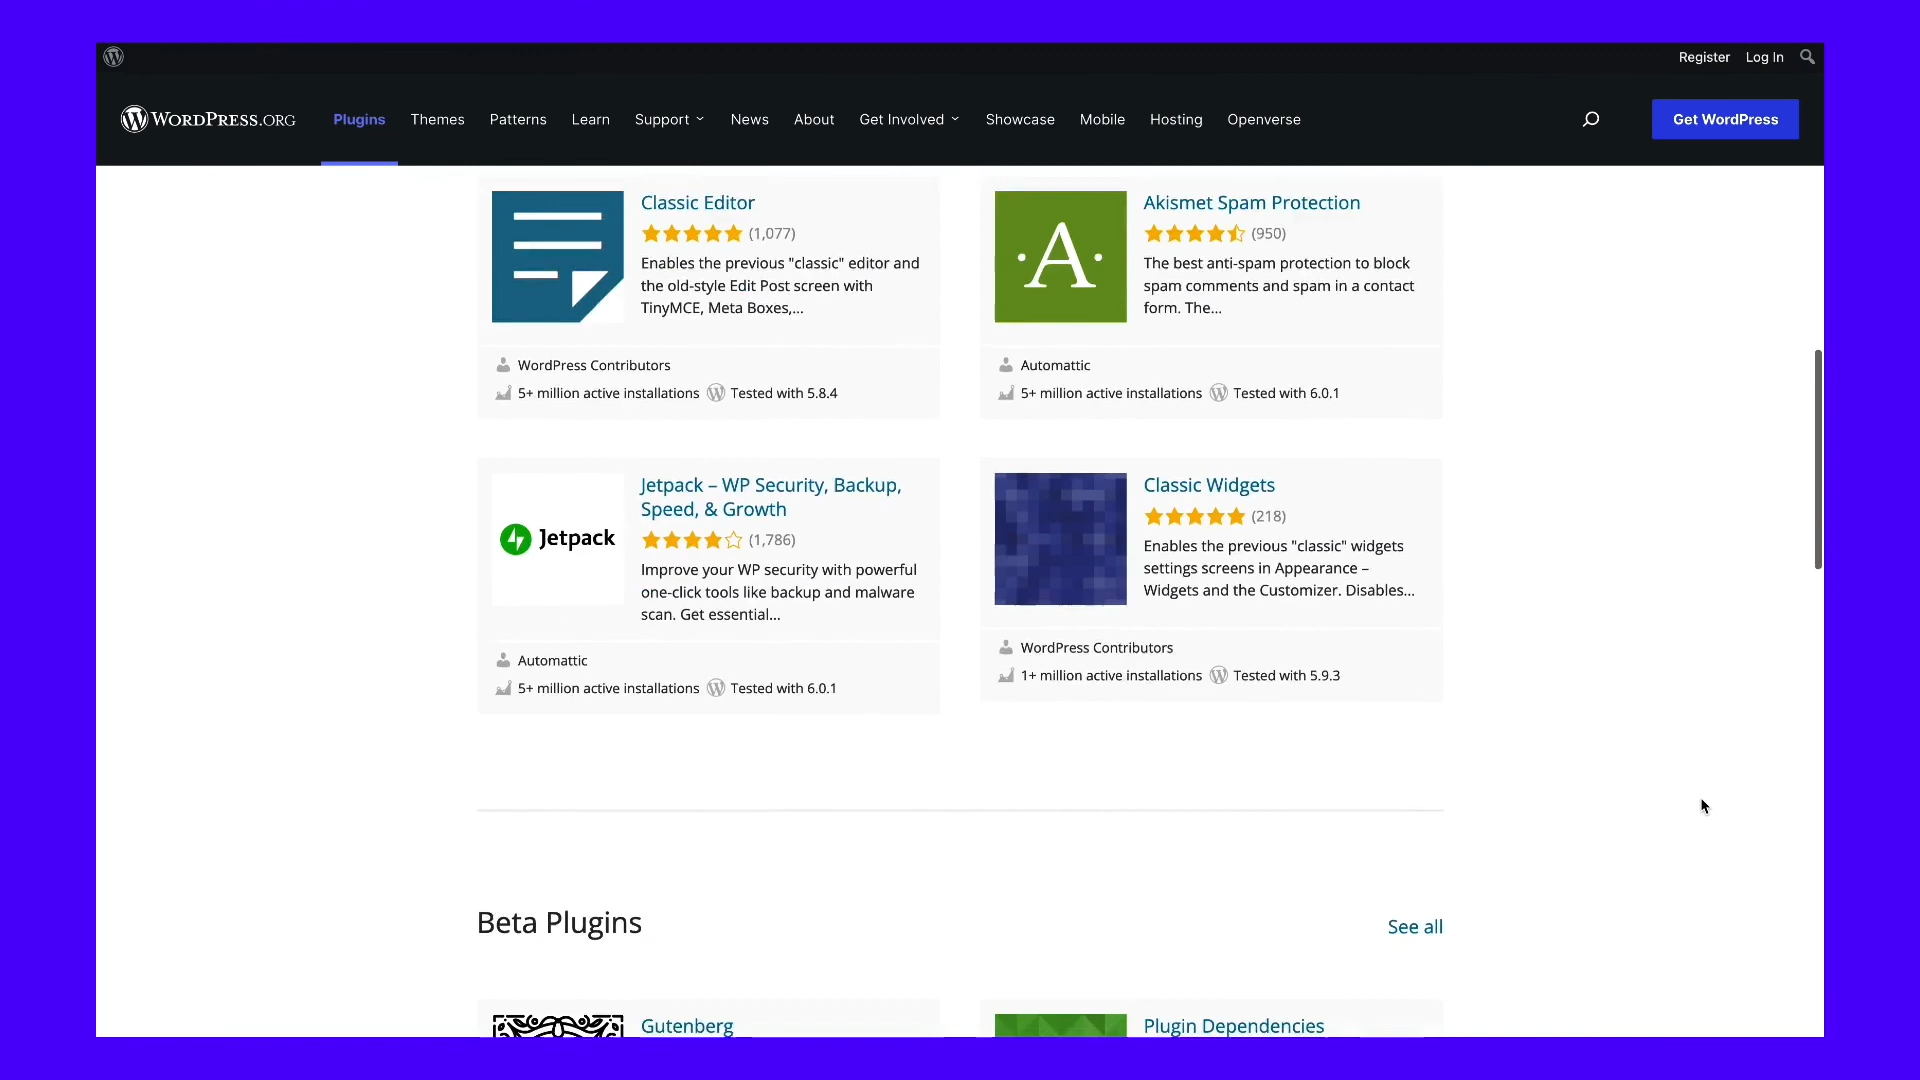 Register Log In
WORDPRESS.ORG Plugins Themes Patterns Learn Support News About Get Involved Showcase Mobile Hosting Openverse Get WordPress
Classic Editor
(1,077)
Enables the previous "classic" editor and
the old-style Edit Post screen with
TinyMCE, Meta Boxes,...
WordPress Contributors
5+ million active installations Tested with 5.8.4
Akismet Spam Protection
(950)
The best anti-spam protection to block
spam comments and spam in a contact
form. The...
Automattic
5+ million active installations Tested with 6.0.1
Jetpack
Jetpack – WP Security, Backup,
Speed, & Growth
(1,786)
Improve your WP security with powerful
one-click tools like backup and malware
scan. Get essential...
Automattic
5+ million active installations Tested with 6.0.1
Classic Widgets
(218)
Enables the previous "classic" widgets
settings screens in Appearance –
Widgets and the Customizer. Disables...
WordPress Contributors
1+ million active installations Tested with 5.9.3
Beta Plugins
See all
Gutenberg
Plugin Dependencies